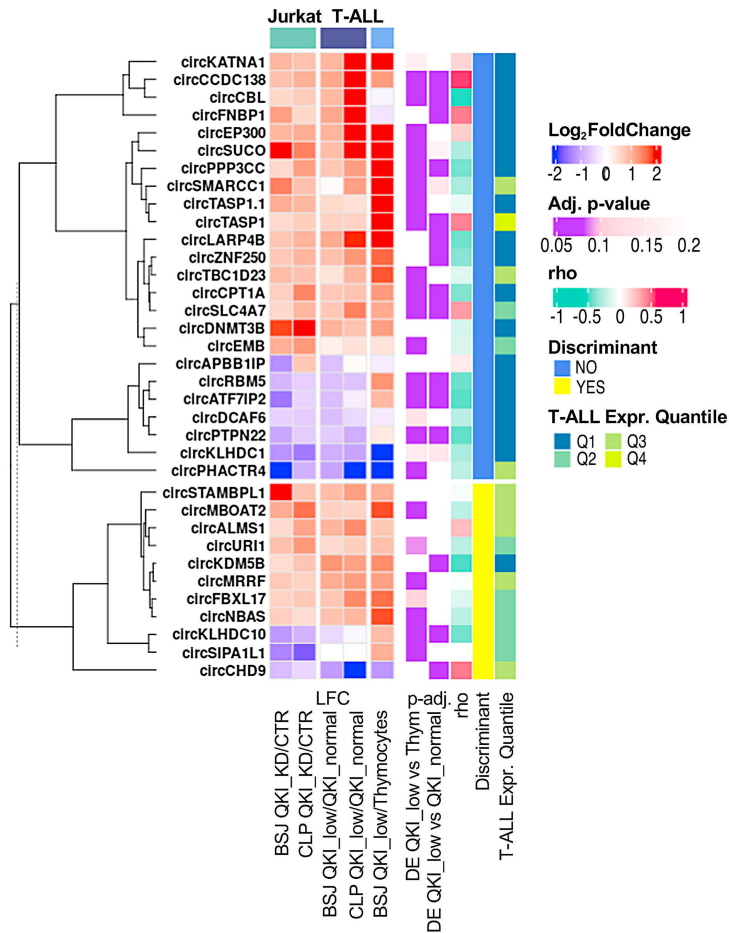 Jurkat T-ALL
circKATNA1
circCCDC138
circCBL
circFNBP1
circEP300
circSUCO
circPPP3CC
circSMARCC1
circTASP1.1
circTASP1
circLARP4B
circZNF250
circTBC1D23
circCPT1A
circSLC4A7
circDNMT3B
circEMB
circAPBB1IP
circRBM5
circATF7IP2
circDCAF6
circPTPN22
circKLHDC1
circPHACTR4
circSTAMBPL1
circMBOAT2
circALMS1
circURI1
circKDM5B
circMRRF
circFBXL17
circNBAS
circKLHDC10
circSIPA1L1
circCHD9
LFC
p-adj.
BSJ QKI_KD/CTR
CLP QKI_KD/CTR
BSJ QKI_low/QKI_normal
CLP QKI_low/QKI_normal
BSJ QKI_low/Thymocytes
DE QKI_low vs Thym
DE QKI_low vs QKI_normal
rho
Discriminant
T-ALL Expr. Quantile
Log₂FoldChange
-2 -1 0 1 2
Adj. p-value
0.05 0.1 0.15 0.2
rho
-1 -0.5 0 0.5 1
Discriminant
NO
YES
T-ALL Expr. Quantile
Q1 Q3
Q2 Q4